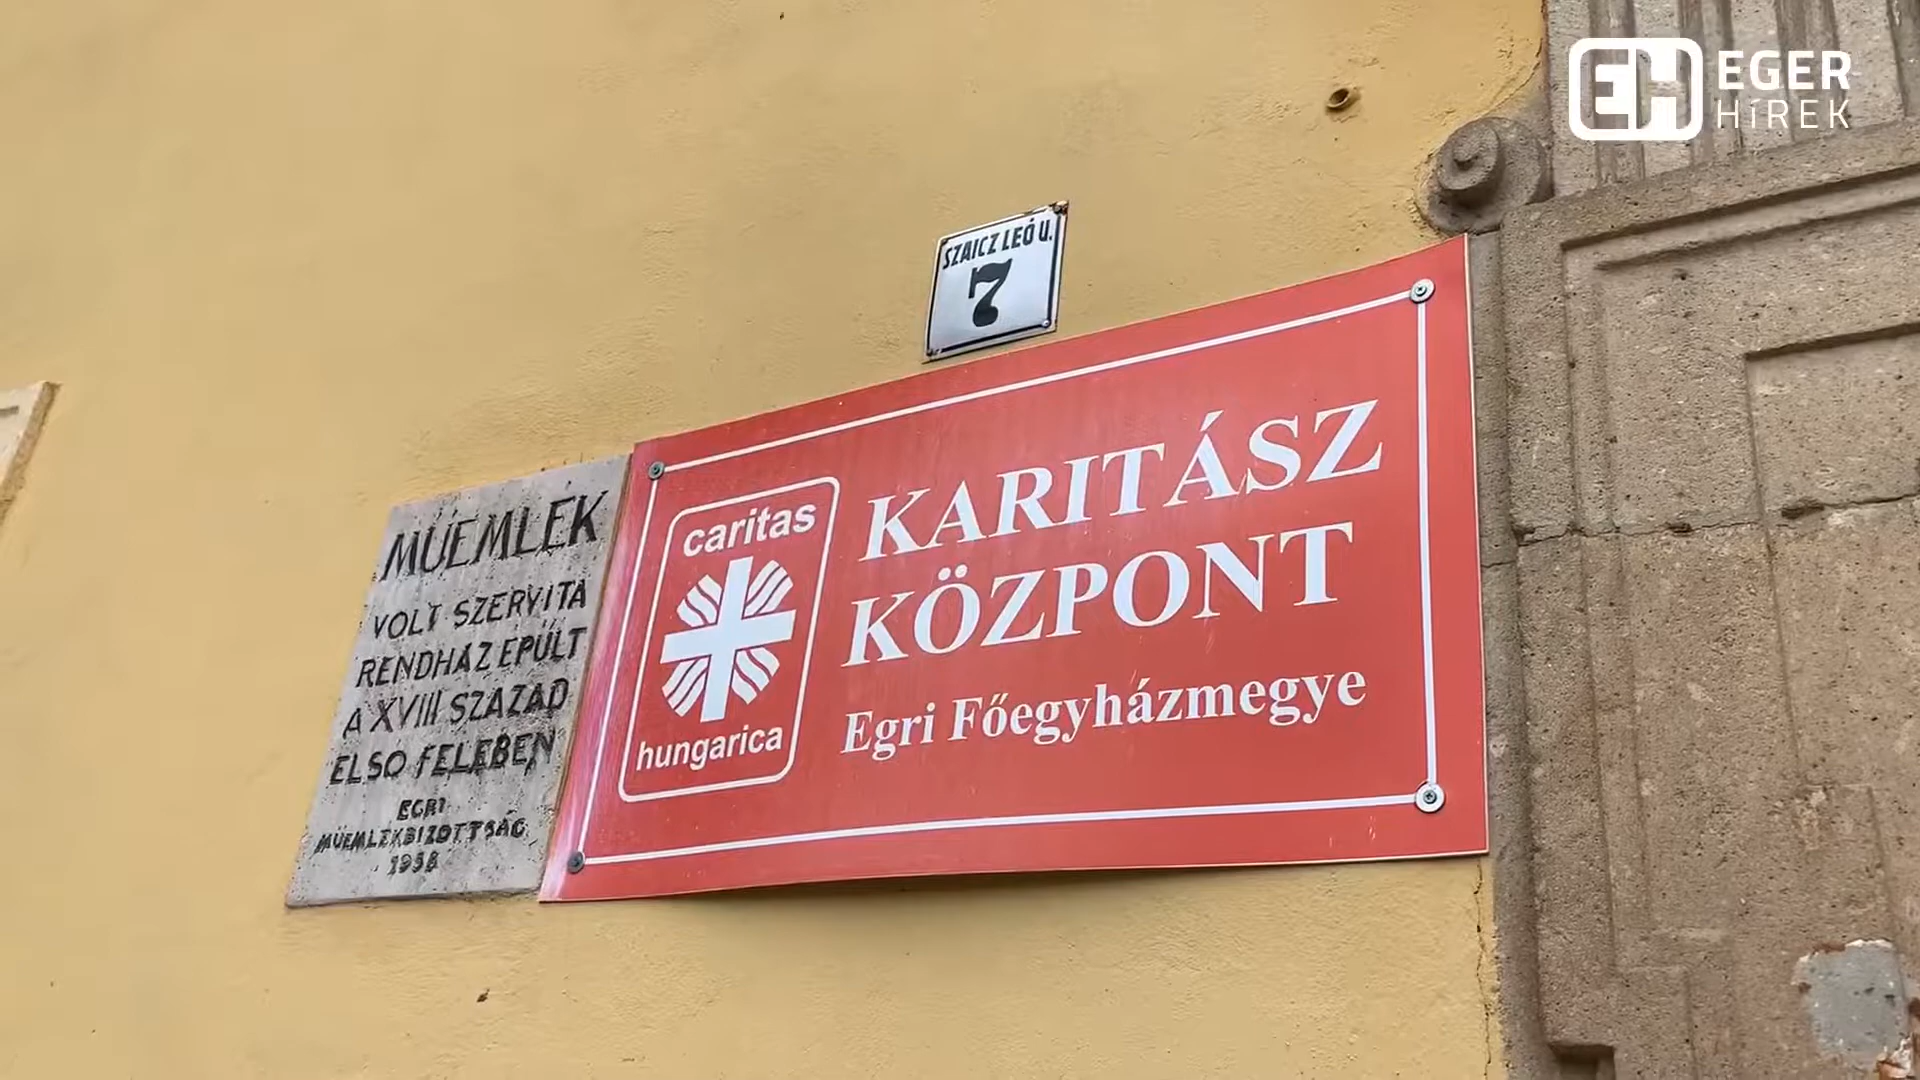 EH EGER
HÍREK
SZAICZ LEÓ U.
7
MŰEMLÉK
VOLT SZERVITA
RENDHÁZ ÉPÜLT
A XVIII SZÁZAD
ELSŐ FELÉBEN
EGRI
MŰEMLÉKBIZOTTSÁG
1958
caritas
hungarica
KARITÁSZ
KÖZPONT
Egri Főegyházmegye